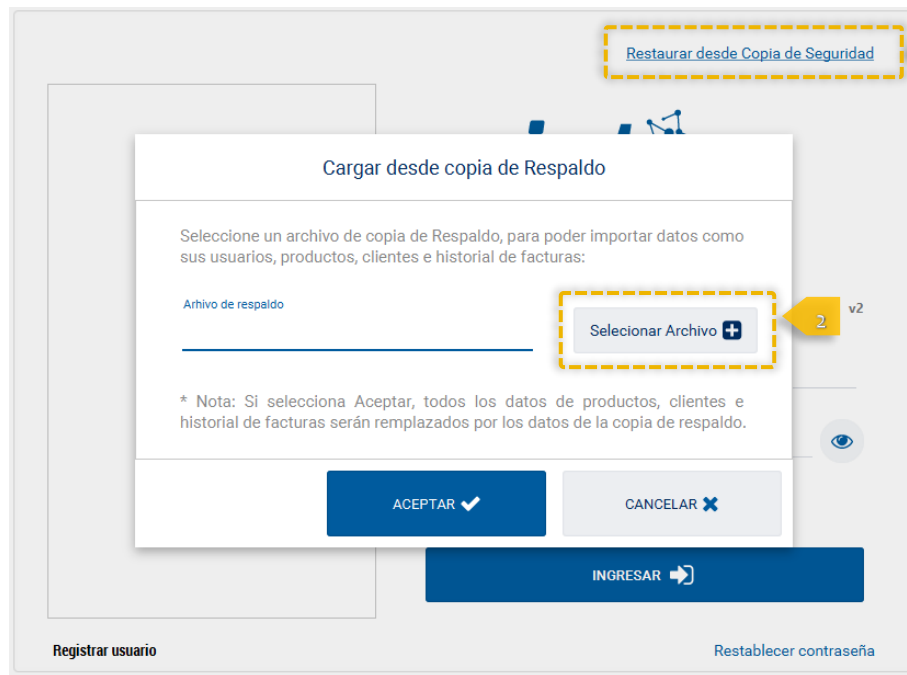 Restaurar desde Copia de Seguridad
Cargar desde copia de Respaldo
Seleccione un archivo de copia de Respaldo, para poder importar datos como
sus usuarios, productos, clientes e historial de facturas:
Arhivo de respaldo
Selecionar Archivo
2
v2
* Nota: Si selecciona Aceptar, todos los datos de productos, clientes e
historial de facturas serán remplazados por los datos de la copia de respaldo.
ACEPTAR
CANCELAR
INGRESAR
Registrar usuario
Restablecer contraseña